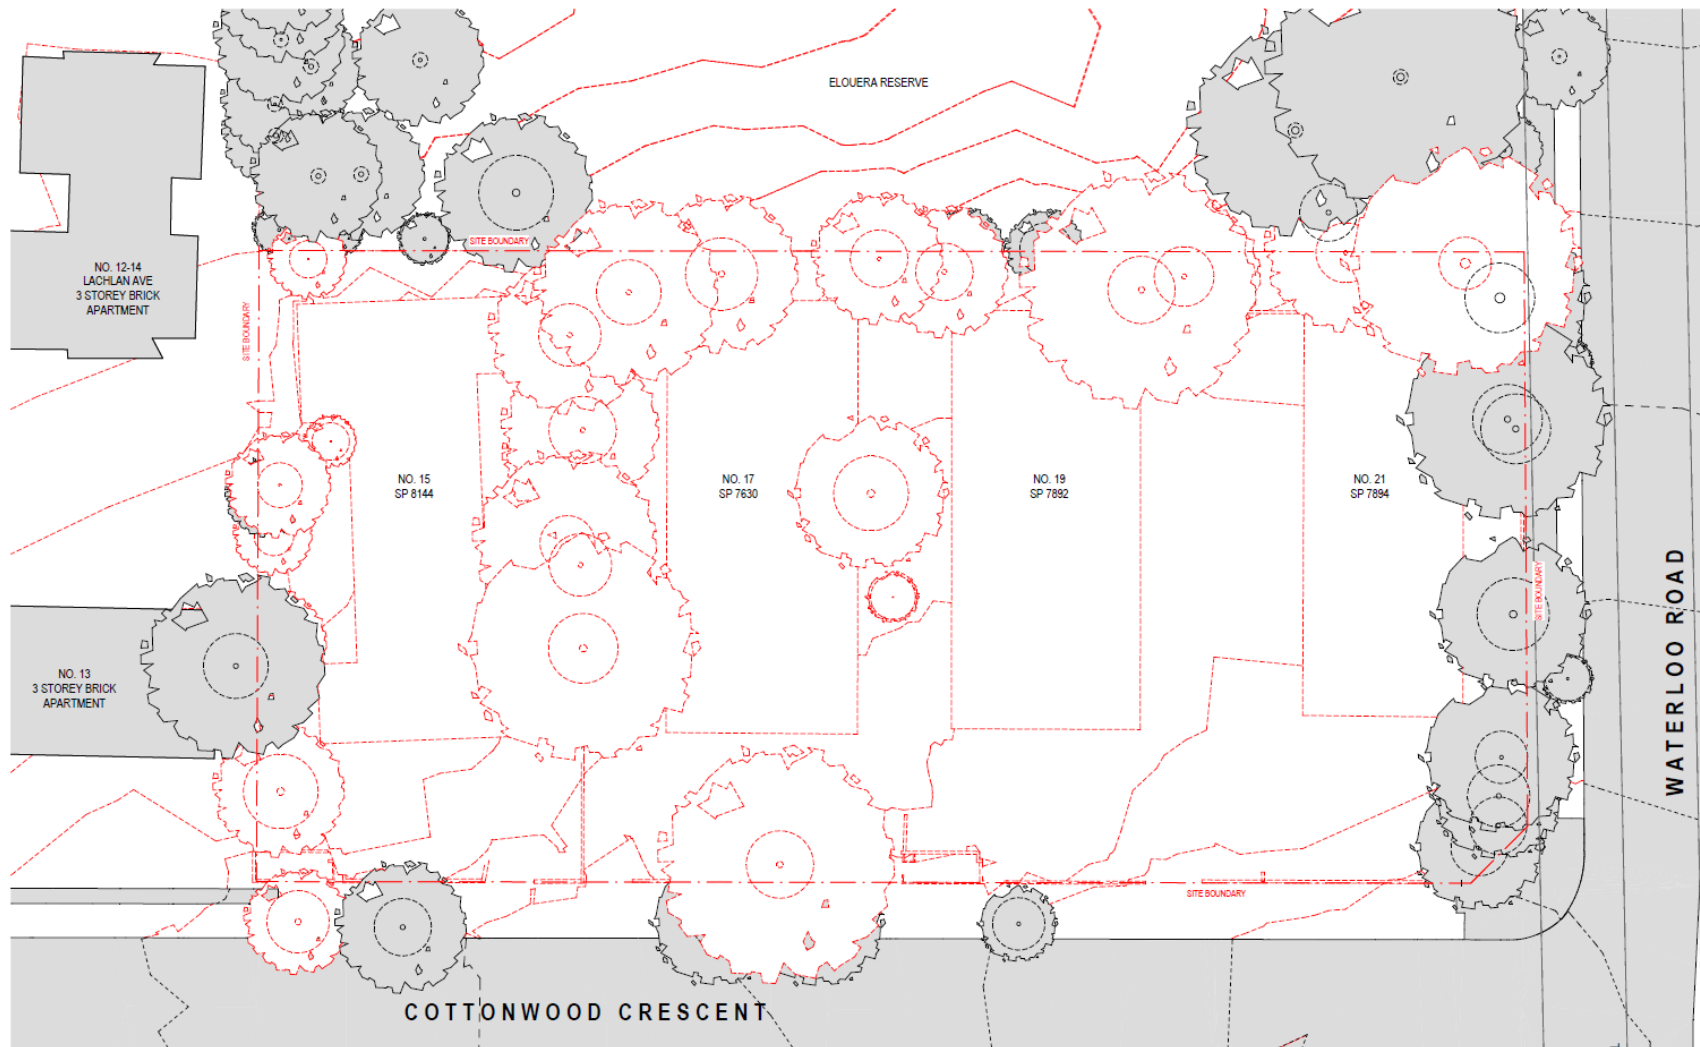 ELOUERA RESERVE
SITE BOUNDARY
NO. 12-14
LACHLAN AVE
3 STOREY BRICK
APARTMENT
SITE BOUNDARY
NO. 15
SP 8144
NO. 17
SP 7630
NO. 19
SP 7892
NO. 21
SP 7894
SITE BOUNDARY
WATERLOO ROAD
NO. 13
3 STOREY BRICK
APARTMENT
SITE BOUNDARY
COTTONWOOD CRESCENT